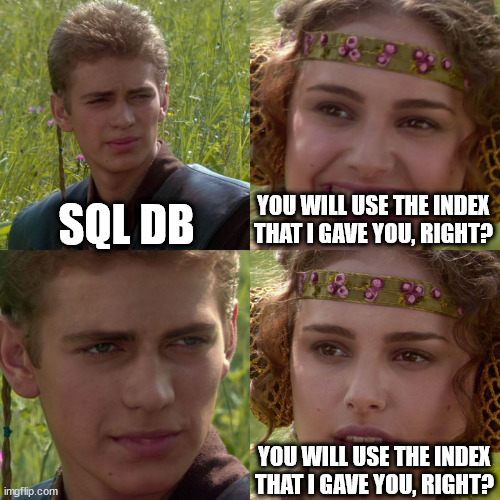 SQL DB
YOU WILL USE THE INDEX
THAT I GAVE YOU, RIGHT?
YOU WILL USE THE INDEX
THAT I GAVE YOU, RIGHT?
imgflip.com